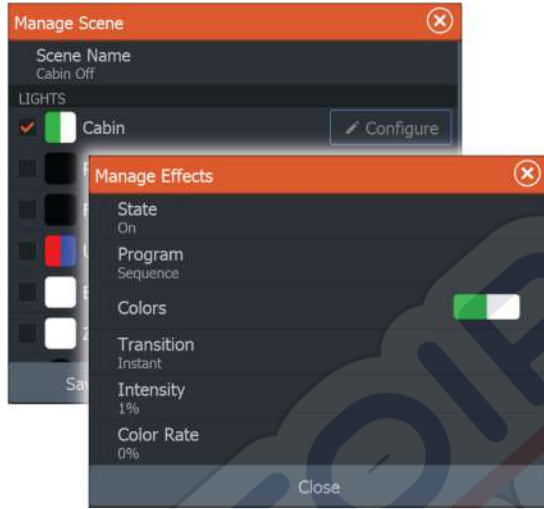 Manage Scene
Scene Name
Cabin Off
LIGHTS
Cabin
Configure
Manage Effects
State
On
Program
Sequence
Colors
Transition
Instant
Intensity
1%
Color Rate
0%
Close